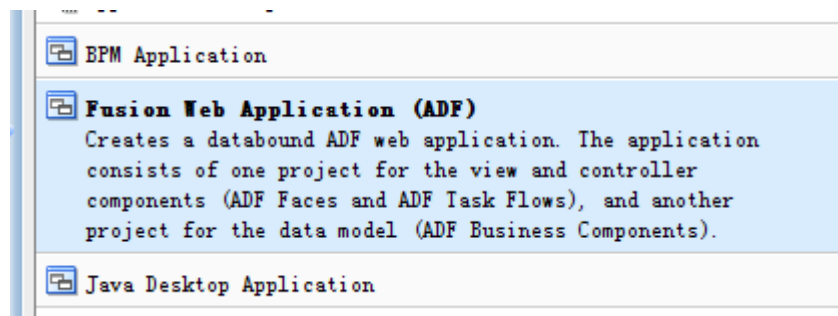 BPM Application
Fusion Web Application (ADF)
Creates a databound ADF web application. The application
consists of one project for the view and controller
components (ADF Faces and ADF Task Flows), and another
project for the data model (ADF Business Components).
Java Desktop Application